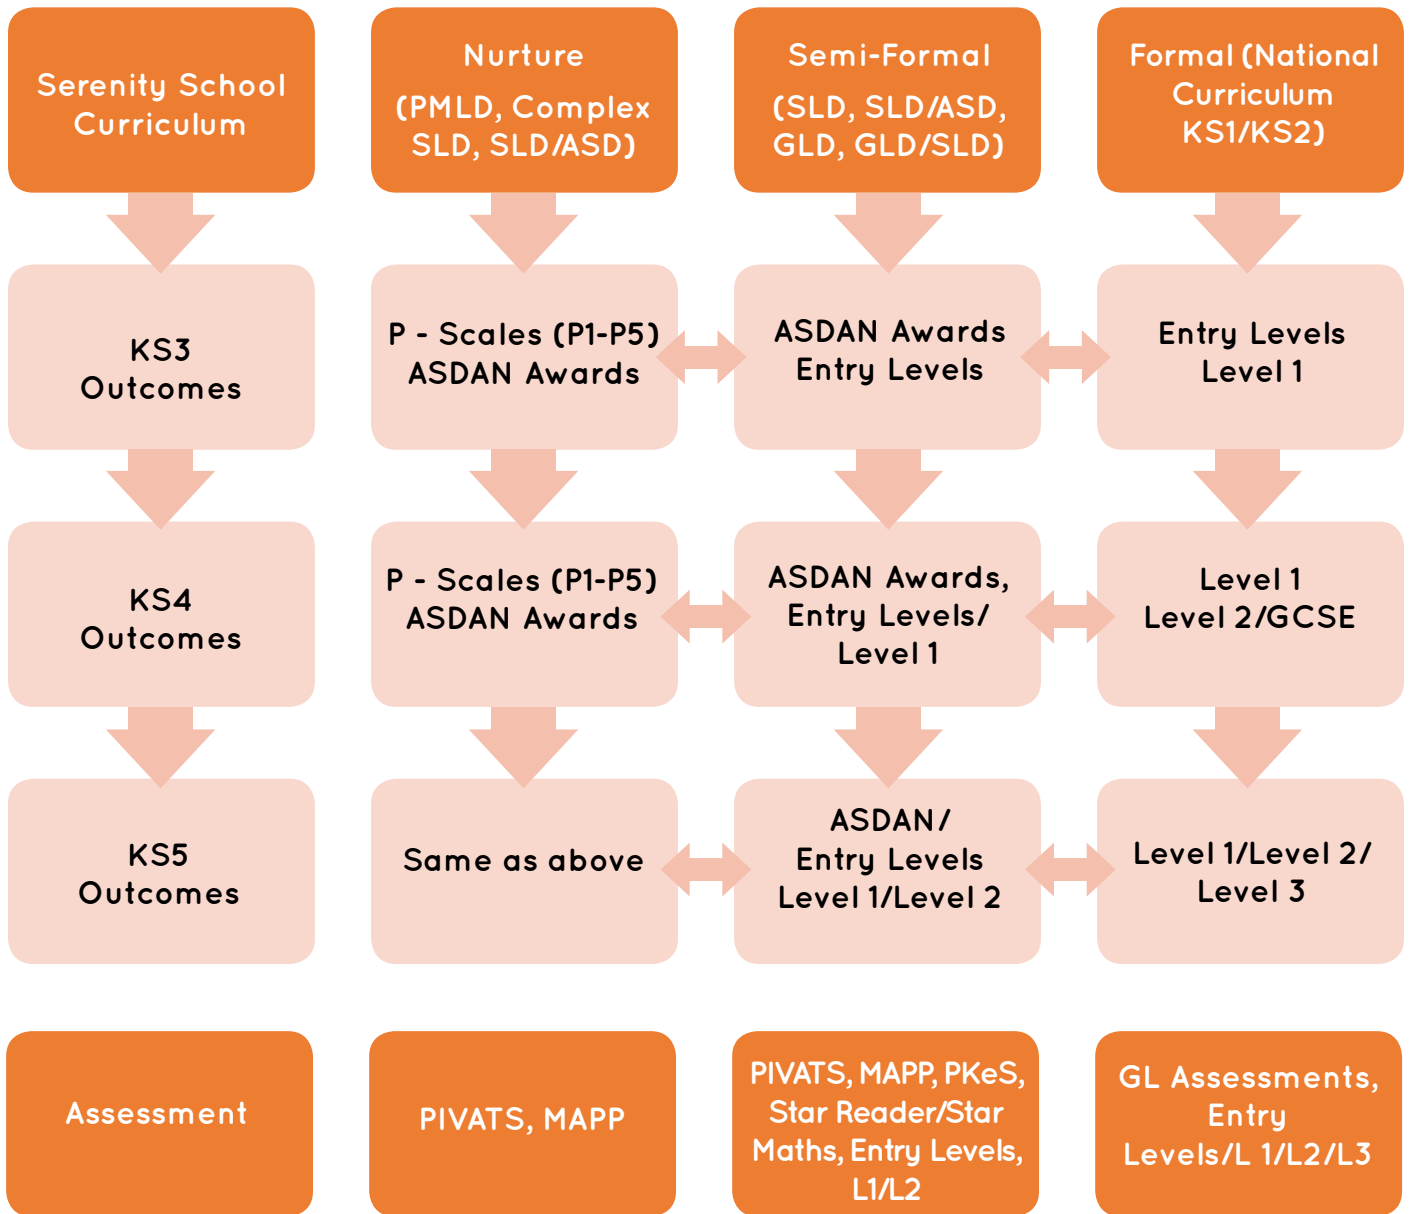 Serenity School
Curriculum
Nurture
(PMLD, Complex
SLD, SLD/ASD)
Semi-Formal
(SLD, SLD/ASD,
GLD, GLD/SLD)
Formal (National
Curriculum
KS1/KS2)
KS3
Outcomes
P - Scales (P1-P5)
ASDAN Awards
ASDAN Awards
Entry Levels
Entry Levels
Level 1
KS4
Outcomes
P - Scales (P1-P5)
ASDAN Awards
ASDAN Awards,
Entry Levels/
Level 1
Level 1
Level 2/GCSE
KS5
Outcomes
Same as above
ASDAN/
Entry Levels
Level 1/Level 2
Level 1/Level 2/
Level 3
Assessment
PIVATS, MAPP
PIVATS, MAPP, PKeS,
Star Reader/Star
Maths, Entry Levels,
L1/L2
GL Assessments,
Entry
Levels/L 1/L2/L3